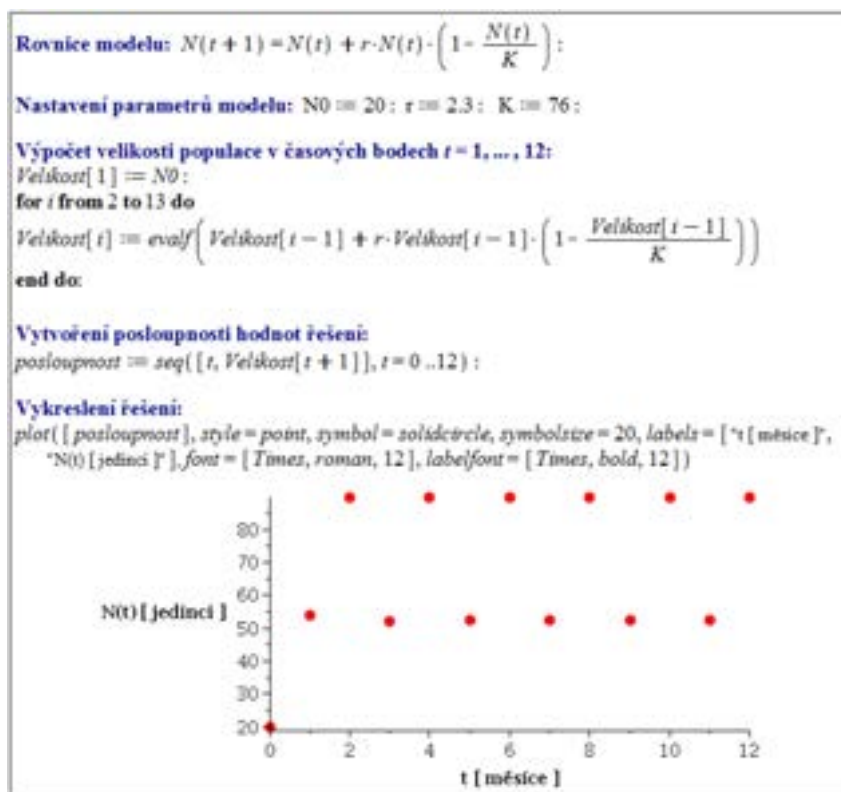 Rovnice modelu: N(t + 1) = N(t) + r·N(t)·(1 - N(t)/K) :
Nastavení parametrů modelu: N0 := 20 : r := 2.3 : K := 76 :
Výpočet velikosti populace v časových bodech t = 1, ... , 12:
Velikost[1] := N0 :
for i from 2 to 13 do
Velikost[i] := evalf(Velikost[i − 1] + r·Velikost[i − 1]·(1 - Velikost[i − 1]/K))
end do:
Vytvoření posloupnosti hodnot řešení:
posloupnost := seq([t, Velikost[t + 1]], t = 0 ..12) :
Vykreslení řešení:
plot([posloupnost], style = point, symbol = solidcircle, symbolsize = 20, labels = ["t [ měsíce ]",
"N(t) [ jedinci ]"], font = [Times, roman, 12], labelfont = [Times, bold, 12])
80
70
60
N(t) [ jedinci ]
50
40
30
20
0 2 4 6 8 10 12
t [ měsíce ]